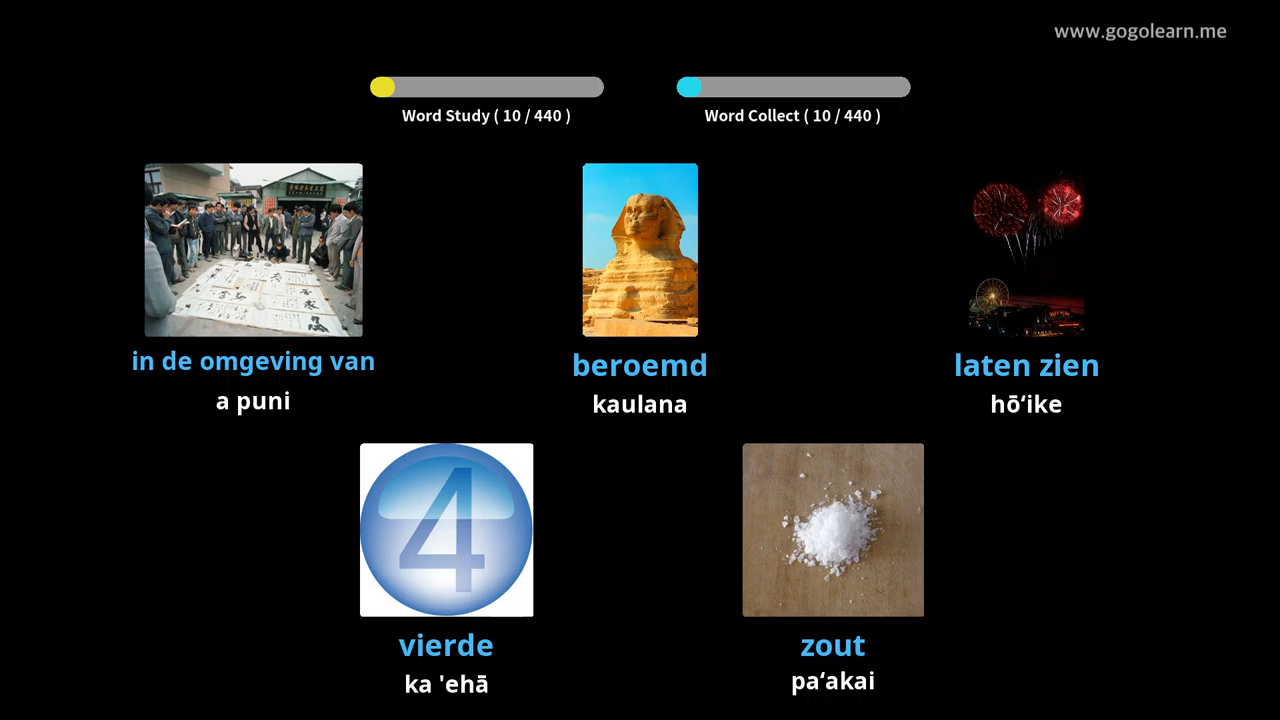 www.gogolearn.me
Word Study ( 10 / 440 )
Word Collect ( 10 / 440 )
in de omgeving van
a puni
beroemd
kaulana
laten zien
hōʻike
4
vierde
ka 'ehā
zout
paʻakai